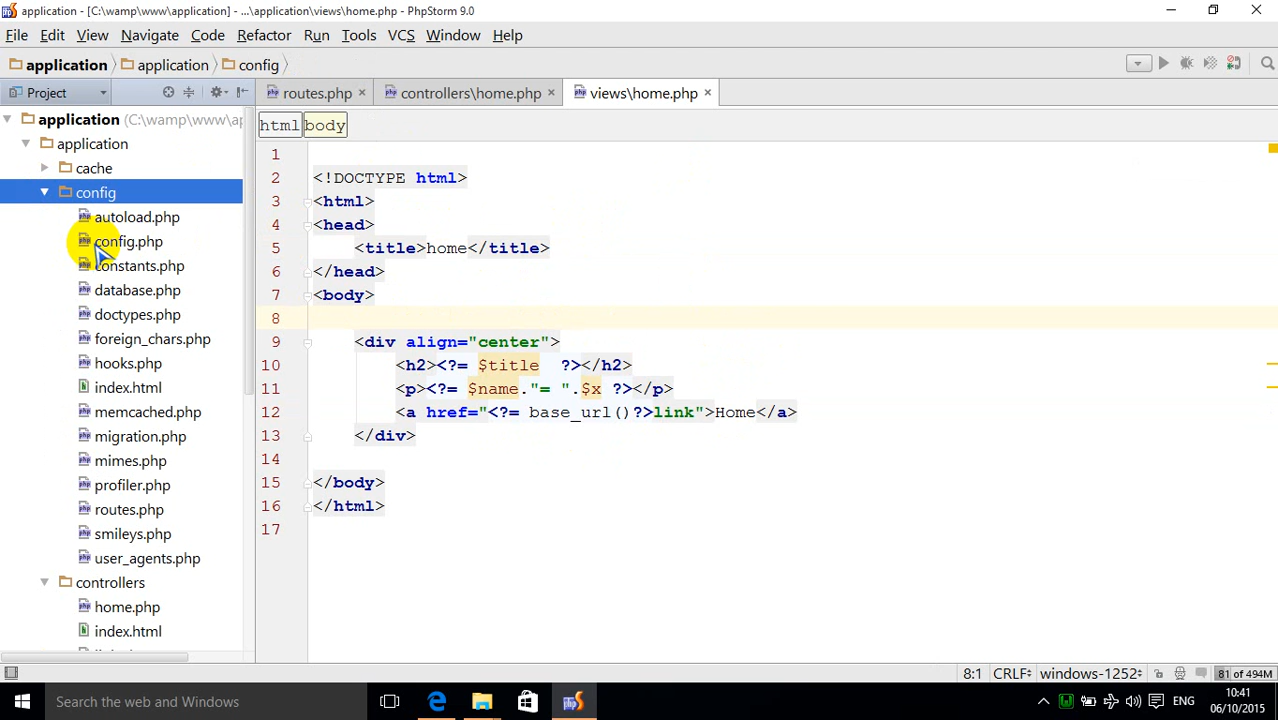 application - [C:\wamp\www\application] - ...\application\views\home.php - PhpStorm 9.0
File Edit View Navigate Code Refactor Run Tools VCS Window Help
application application config
Project routes.php controllers\home.php views\home.php
html body
application (C:\wamp\www\ap
application
cache
config
autoload.php
config.php
constants.php
database.php
doctypes.php
foreign_chars.php
hooks.php
index.html
memcached.php
migration.php
mimes.php
profiler.php
routes.php
smileys.php
user_agents.php
controllers
home.php
index.html
1
2 <!DOCTYPE html>
3 <html>
4 <head>
5 <title>home</title>
6 </head>
7 <body>
8
9 <div align="center">
10 <h2><?= $title ?></h2>
11 <p><?= $name."= ".$x ?></p>
12 <a href="<?= base_url()?>link">Home</a>
13 </div>
14
15 </body>
16 </html>
17
8:1 CRLF windows-1252 81 of 494M
Search the web and Windows
ENG
10:41
06/10/2015